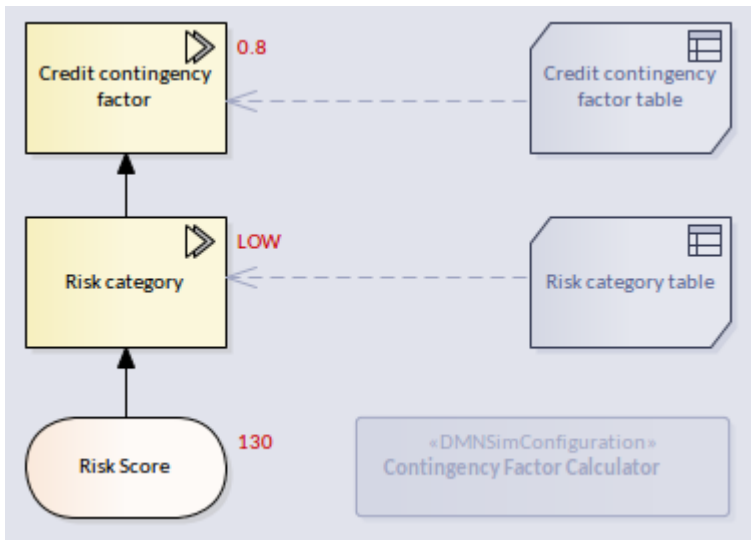 0.8
Credit contingency
factor
Credit contingency
factor table
LOW
Risk category
Risk category table
130
Risk Score
«DMNSimConfiguration»
Contingency Factor Calculator